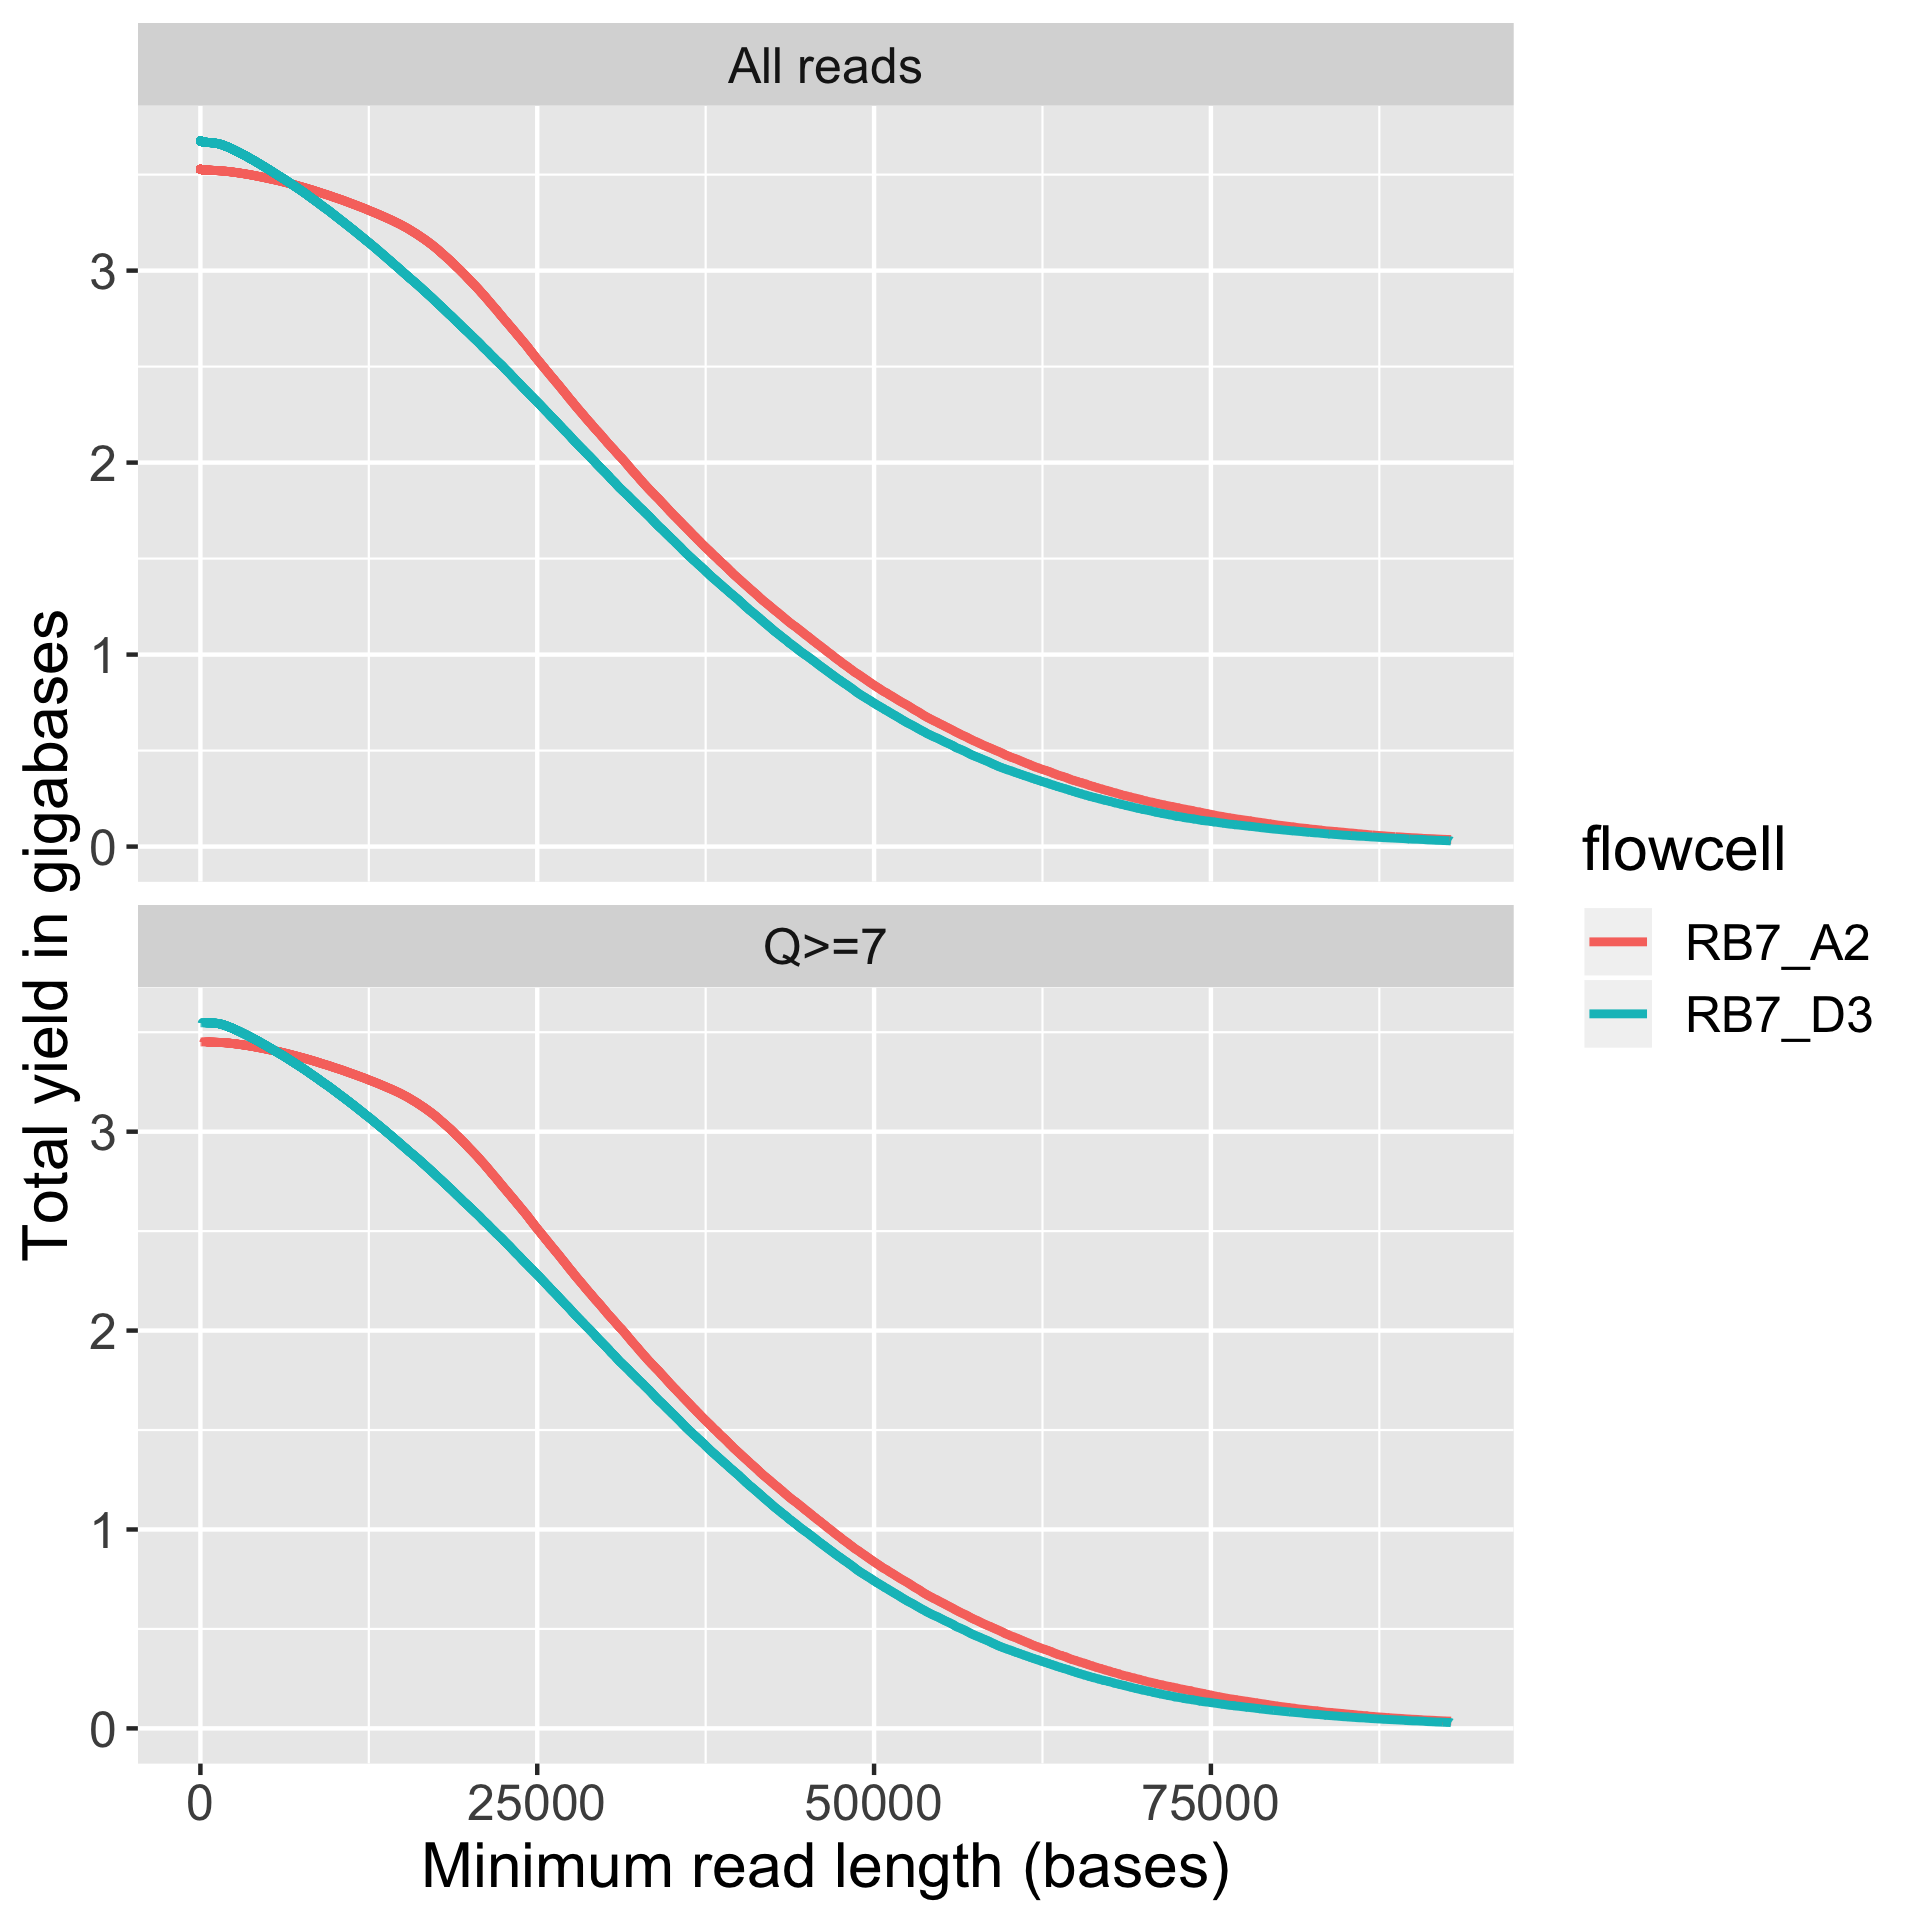 All reads
3
2
1
0
Q>=7
3
2
1
0
0 25000 50000 75000
Minimum read length (bases)
Total yield in gigabases
flowcell
RB7_A2
RB7_D3